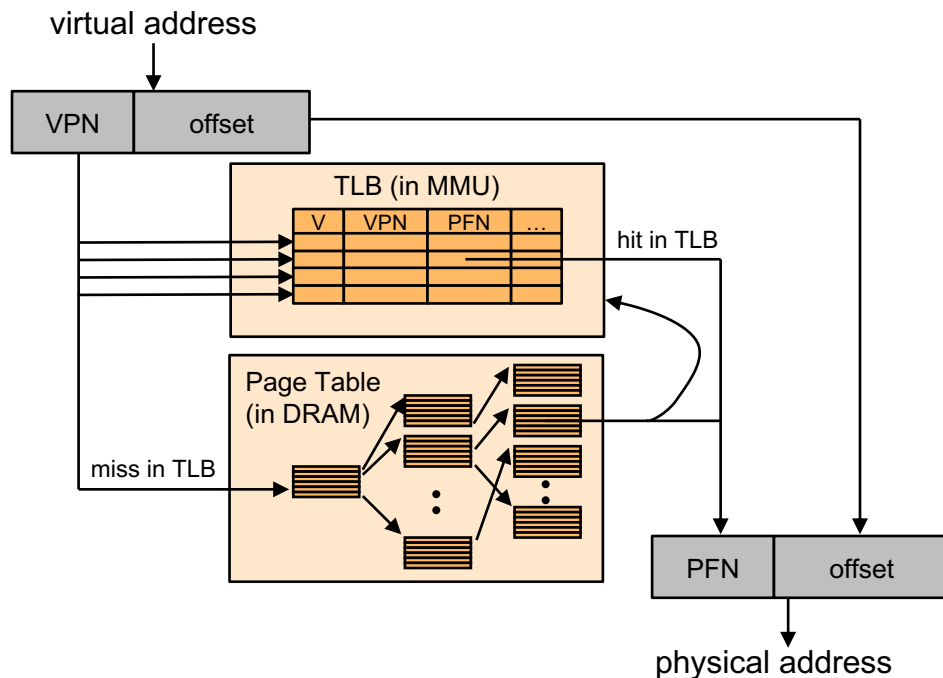 virtual address
VPN offset
TLB (in MMU)
V VPN PFN …
hit in TLB
Page Table
(in DRAM)
miss in TLB
PFN offset
physical address